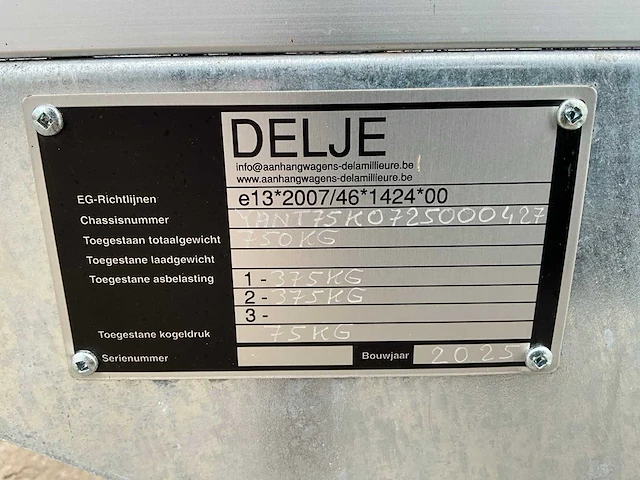 DELJE
info@aanhangwagens-delamillieure.be
www.aanhangwagens-delamillieure.be
EG-Richtlijnen e13*2007/46*1424*00
Chassisnummer YANT75K0725000427
Toegestaan totaalgewicht 750KG
Toegestane laadgewicht
Toegestane asbelasting 1 - 375KG
2 - 375KG
3 -
Toegestane kogeldruk 75KG
Serienummer Bouwjaar 2025